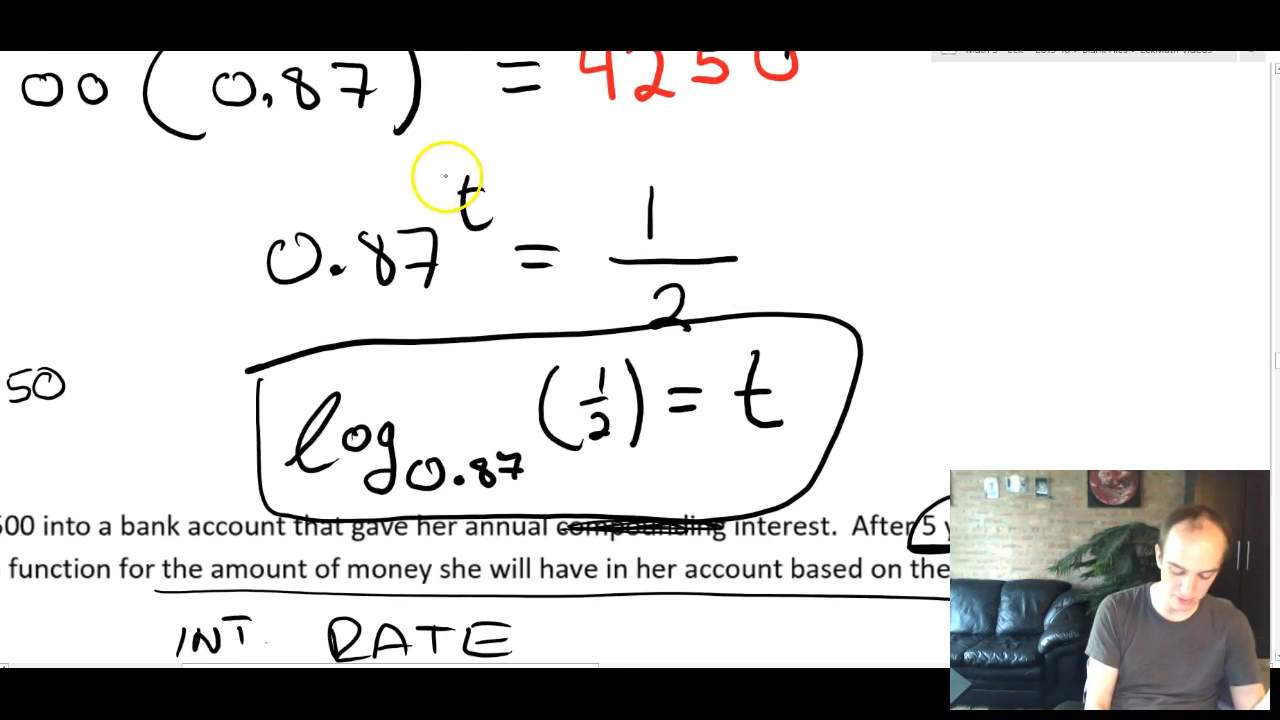 00 (0.87) = 4250
0.87^t = 1/2
50
log_0.87 (1/2) = t
500 into a bank account that gave her annual compounding interest. After 5 y
function for the amount of money she will have in her account based on the
INT. RATE